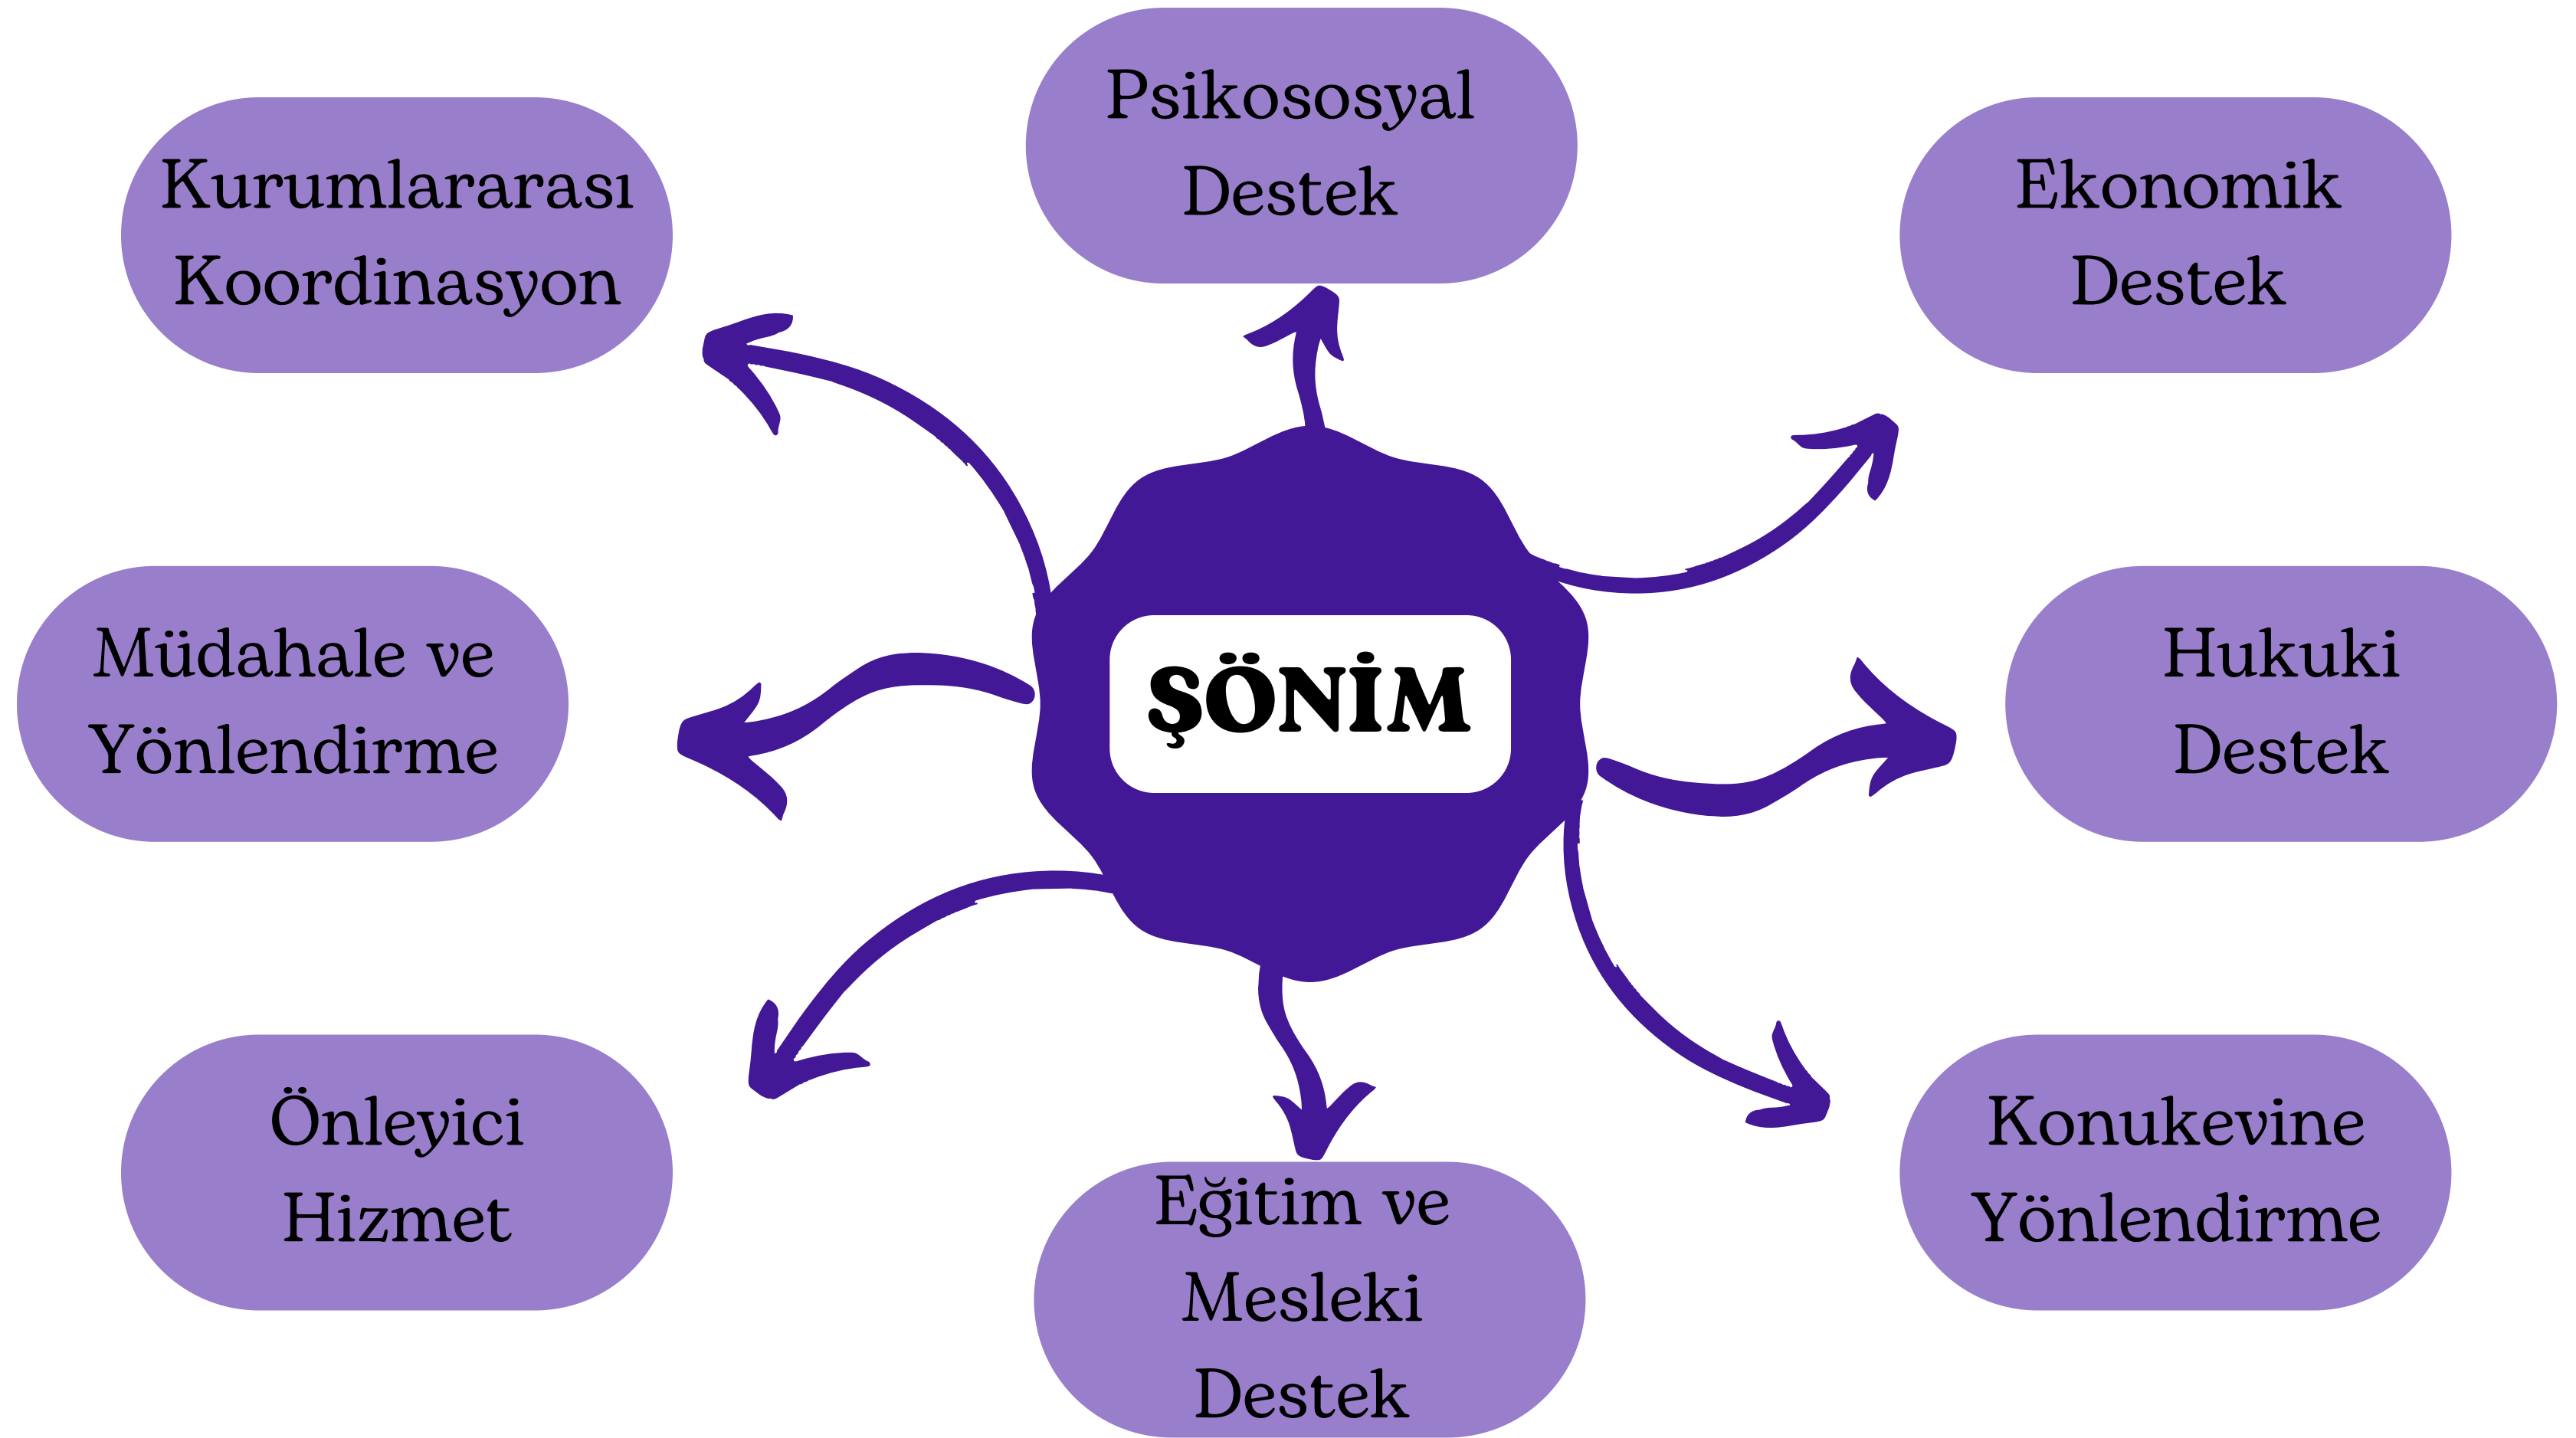 Psikososyal
Destek
Kurumlararası
Koordinasyon
Ekonomik
Destek
Müdahale ve
Yönlendirme
ŞÖNİM
Hukuki
Destek
Önleyici
Hizmet
Konukevine
Yönlendirme
Eğitim ve
Mesleki
Destek